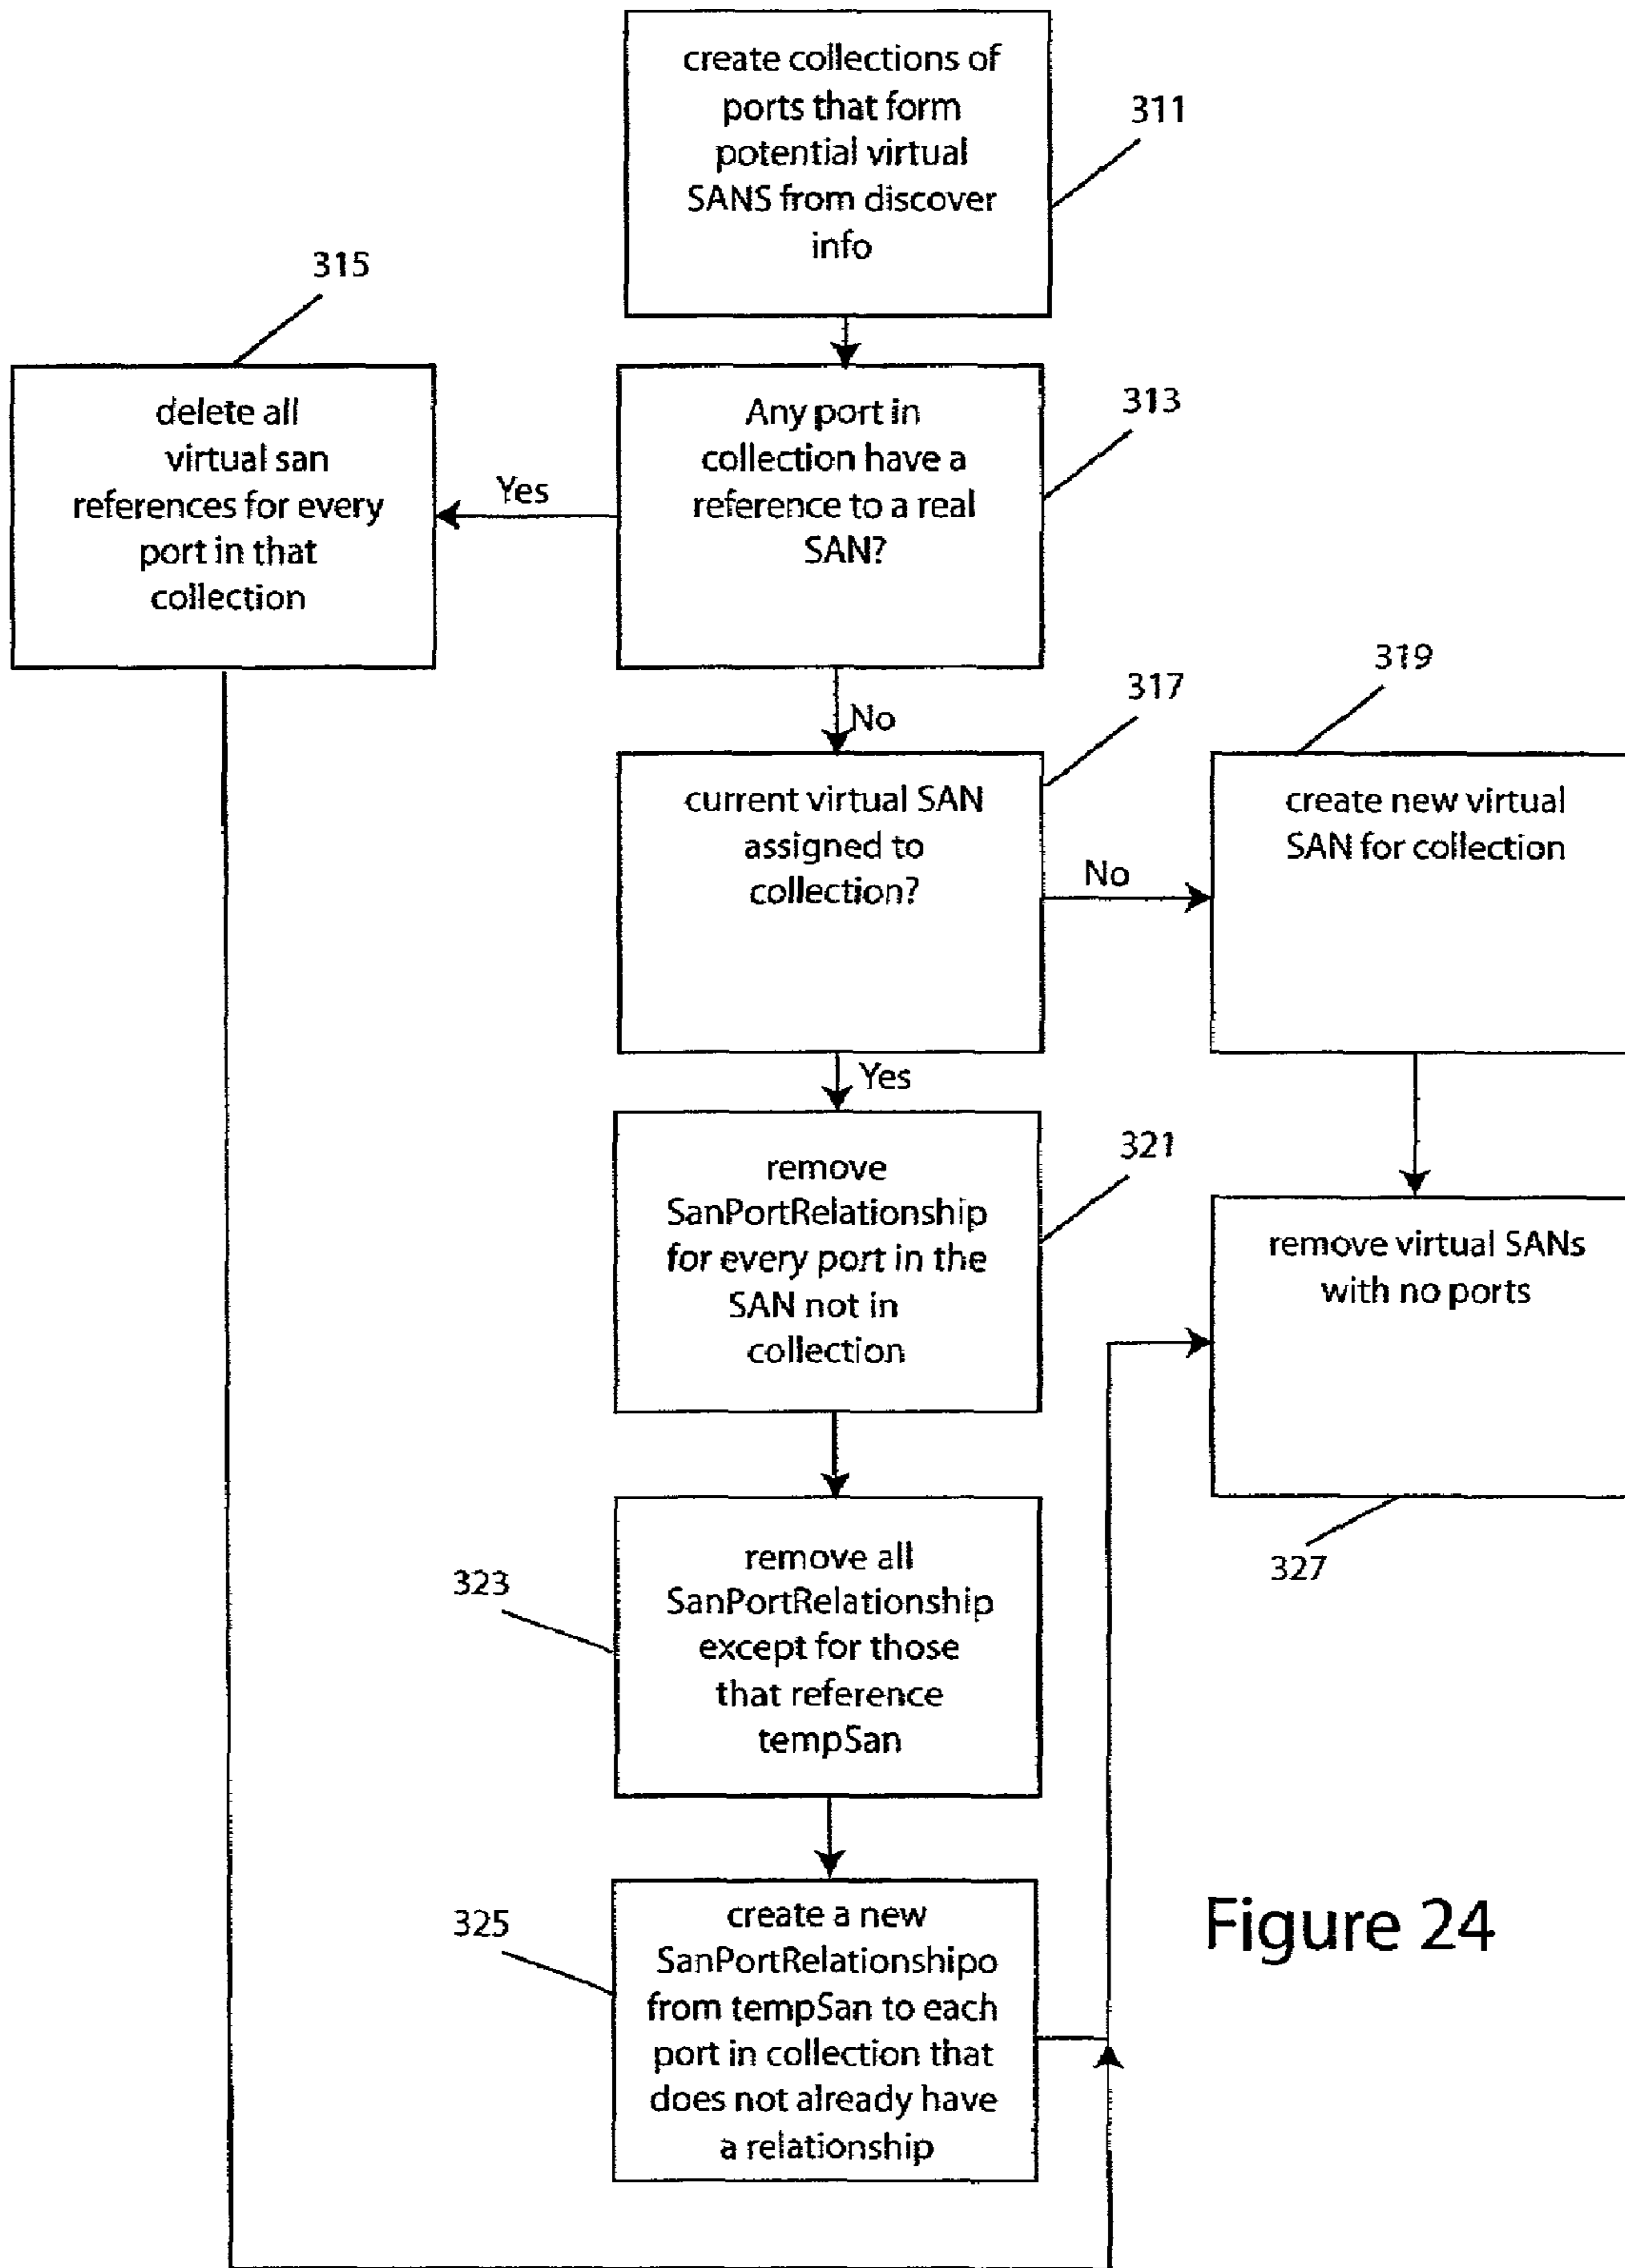 create collections of
ports that form
potential virtual
SANS from discover
info
311
315
delete all
virtual san
references for every
port in that
collection
Yes
Any port in
collection have a
reference to a real
SAN?
313
No
317
current virtual SAN
assigned to
collection?
No
319
create new virtual
SAN for collection
Yes
remove
SanPortRelationship
for every port in the
SAN not in
collection
321
remove virtual SANs
with no ports
327
323
remove all
SanPortRelationship
except for those
that reference
tempSan
325
create a new
SanPortRelationshipo
from tempSan to each
port in collection that
does not already have
a relationship
Figure 24